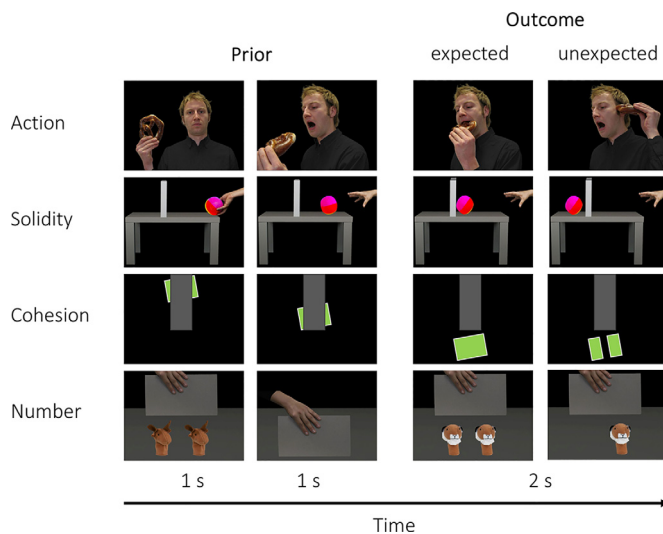 Outcome
Prior
expected
unexpected
Action
Solidity
Cohesion
Number
1 s
1 s
2 s
Time